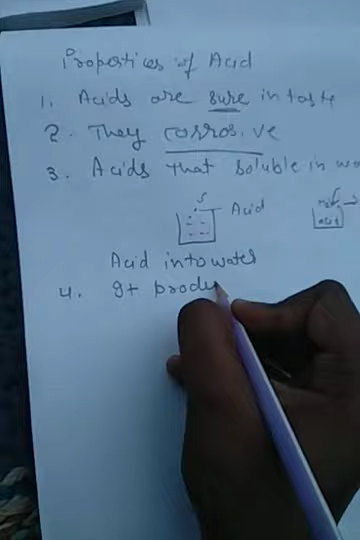 Properties of Acid
1. Acids are sure in taste
2. They corrosive
3. Acids that soluble in wa
Acid
Acid into water
4. It produ